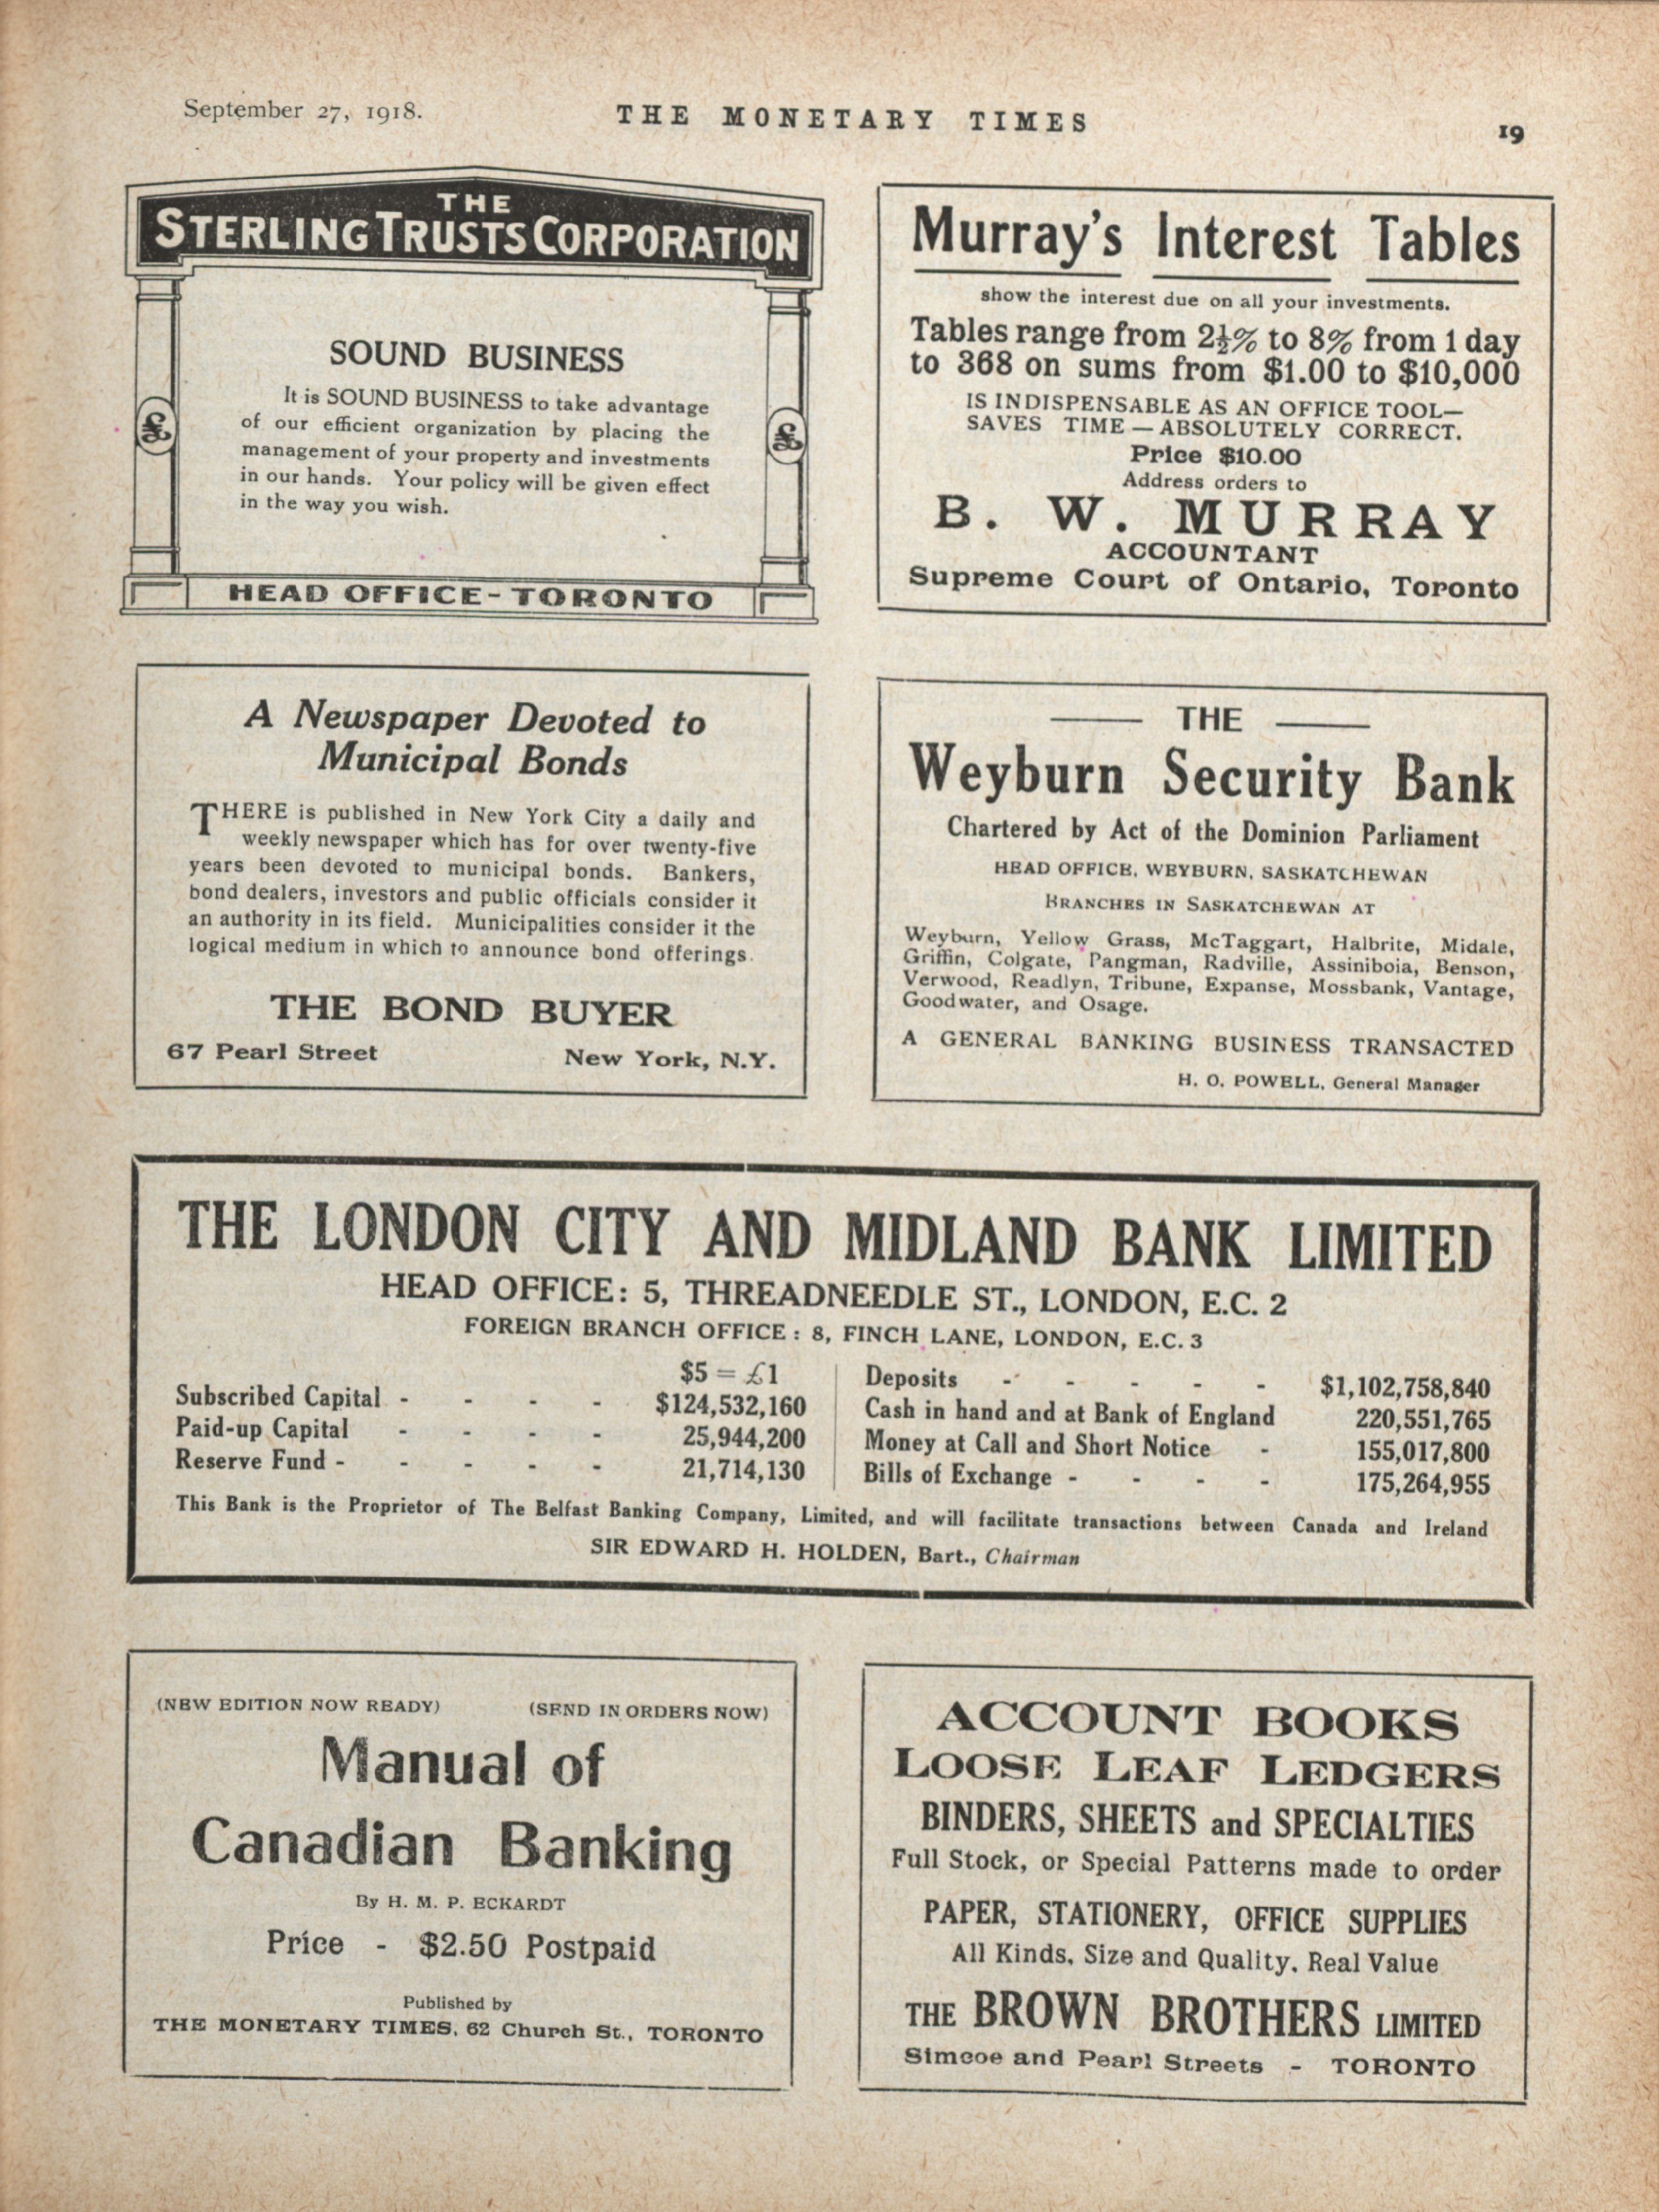 September 27, 1918.
THE MONETARY TIMES
19
THE
STERLING TRUSTS CORPORATION
SOUND BUSINESS
It is SOUND BUSINESS to take advantage
of our efficient organization by placing the
management of your property and investments
in our hands. Your policy will be given effect
in the way you wish.
£
£
HEAD OFFICE - TORONTO
Murray's Interest Tables
show the interest due on all your investments.
Tables range from 2½% to 8% from 1 day
to 368 on sums from $1.00 to $10,000
IS INDISPENSABLE AS AN OFFICE TOOL—
SAVES TIME — ABSOLUTELY CORRECT.
Price $10.00
Address orders to
B. W. MURRAY
ACCOUNTANT
Supreme Court of Ontario, Toronto
A Newspaper Devoted to
Municipal Bonds
THERE is published in New York City a daily and
weekly newspaper which has for over twenty-five
years been devoted to municipal bonds. Bankers,
bond dealers, investors and public officials consider it
an authority in its field. Municipalities consider it the
logical medium in which to announce bond offerings.
THE BOND BUYER
67 Pearl Street New York, N.Y.
THE
Weyburn Security Bank
Chartered by Act of the Dominion Parliament
HEAD OFFICE, WEYBURN, SASKATCHEWAN
BRANCHES IN SASKATCHEWAN AT
Weyburn, Yellow Grass, McTaggart, Halbrite, Midale,
Griffin, Colgate, Pangman, Radville, Assiniboia, Benson,
Verwood, Readlyn, Tribune, Expanse, Mossbank, Vantage,
Goodwater, and Osage.
A GENERAL BANKING BUSINESS TRANSACTED
H. O. POWELL, General Manager
THE LONDON CITY AND MIDLAND BANK LIMITED
HEAD OFFICE: 5, THREADNEEDLE ST., LONDON, E.C. 2
FOREIGN BRANCH OFFICE : 8, FINCH LANE, LONDON, E.C. 3
$5 = £1
Subscribed Capital - - - - $124,532,160
Paid-up Capital - - - - 25,944,200
Reserve Fund - - - - - 21,714,130
Deposits - - - - - $1,102,758,840
Cash in hand and at Bank of England 220,551,765
Money at Call and Short Notice - 155,017,800
Bills of Exchange - - - - 175,264,955
This Bank is the Proprietor of The Belfast Banking Company, Limited, and will facilitate transactions between Canada and Ireland
SIR EDWARD H. HOLDEN, Bart., Chairman
(NEW EDITION NOW READY) (SEND IN ORDERS NOW)
Manual of
Canadian Banking
By H. M. P. ECKARDT
Price - $2.50 Postpaid
Published by
THE MONETARY TIMES, 62 Church St., TORONTO
ACCOUNT BOOKS
LOOSE LEAF LEDGERS
BINDERS, SHEETS and SPECIALTIES
Full Stock, or Special Patterns made to order
PAPER, STATIONERY, OFFICE SUPPLIES
All Kinds, Size and Quality, Real Value
THE BROWN BROTHERS LIMITED
Simcoe and Pearl Streets - TORONTO